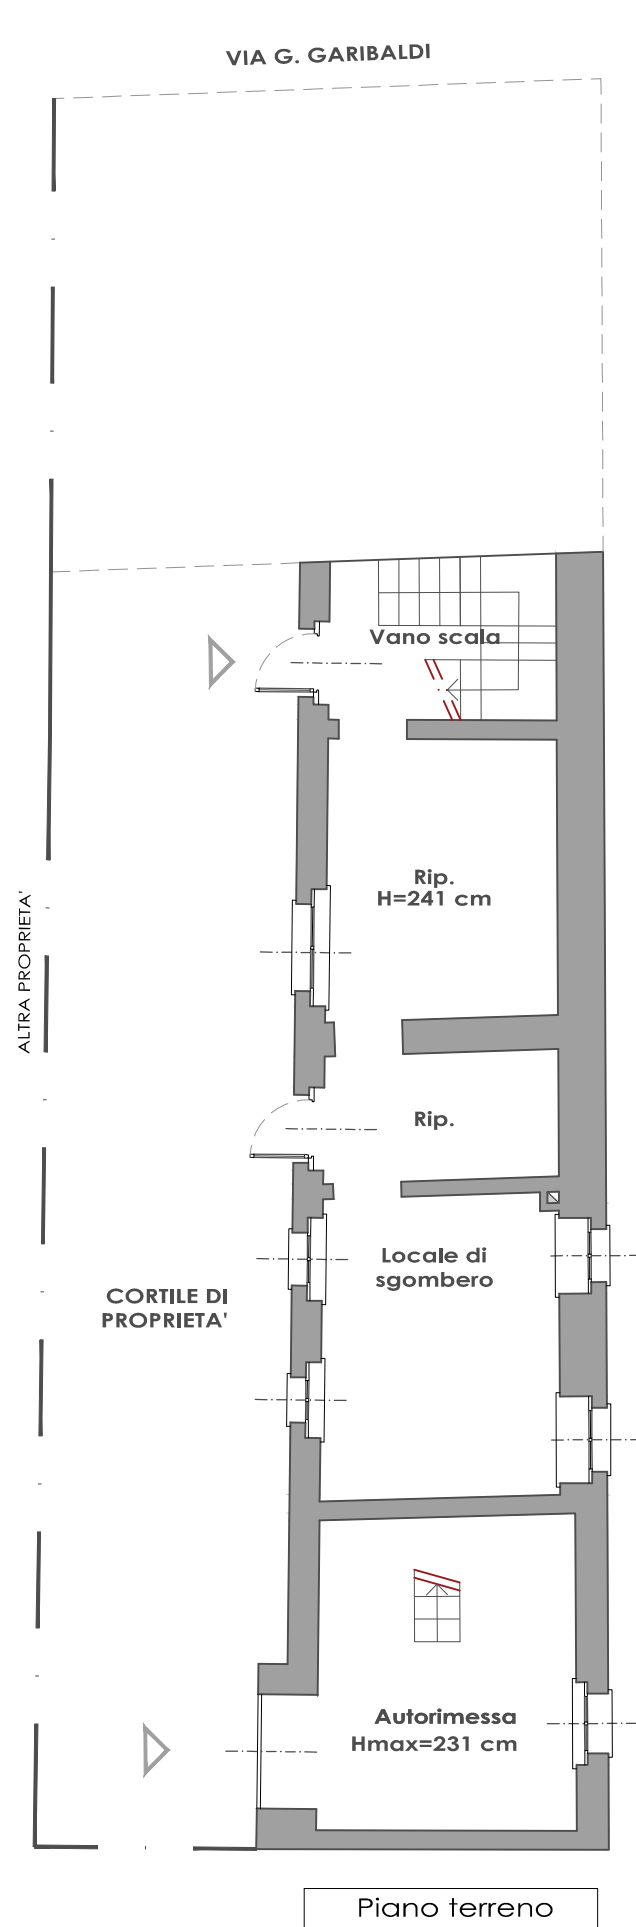 VIA G. GARIBALDI
Vano scala
Rip.
H=241 cm
ALTRA PROPRIETA'
Rip.
Locale di
sgombero
CORTILE DI
PROPRIETA'
Autorimessa
Hmax=231 cm
Piano terreno